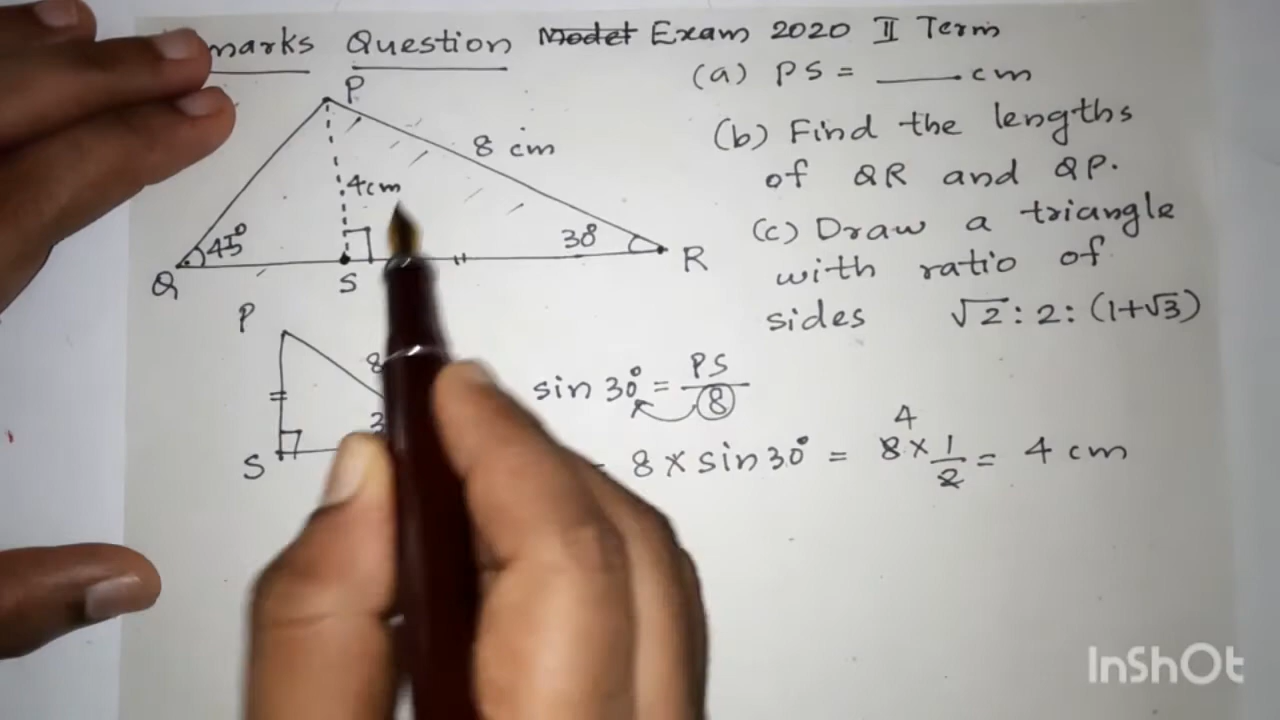 marks Question Model Exam 2020 II Term
P
8 cm
4cm
45°
30°
Q
S
R
(a) PS = ____ cm
(b) Find the lengths
of QR and QP.
(c) Draw a triangle
with ratio of
sides √2 : 2 : (1+√3)
P
8
3
S
sin 30° = PS
8
4
= 8 × sin 30° = 8 × 1 = 4 cm
2
InShOt